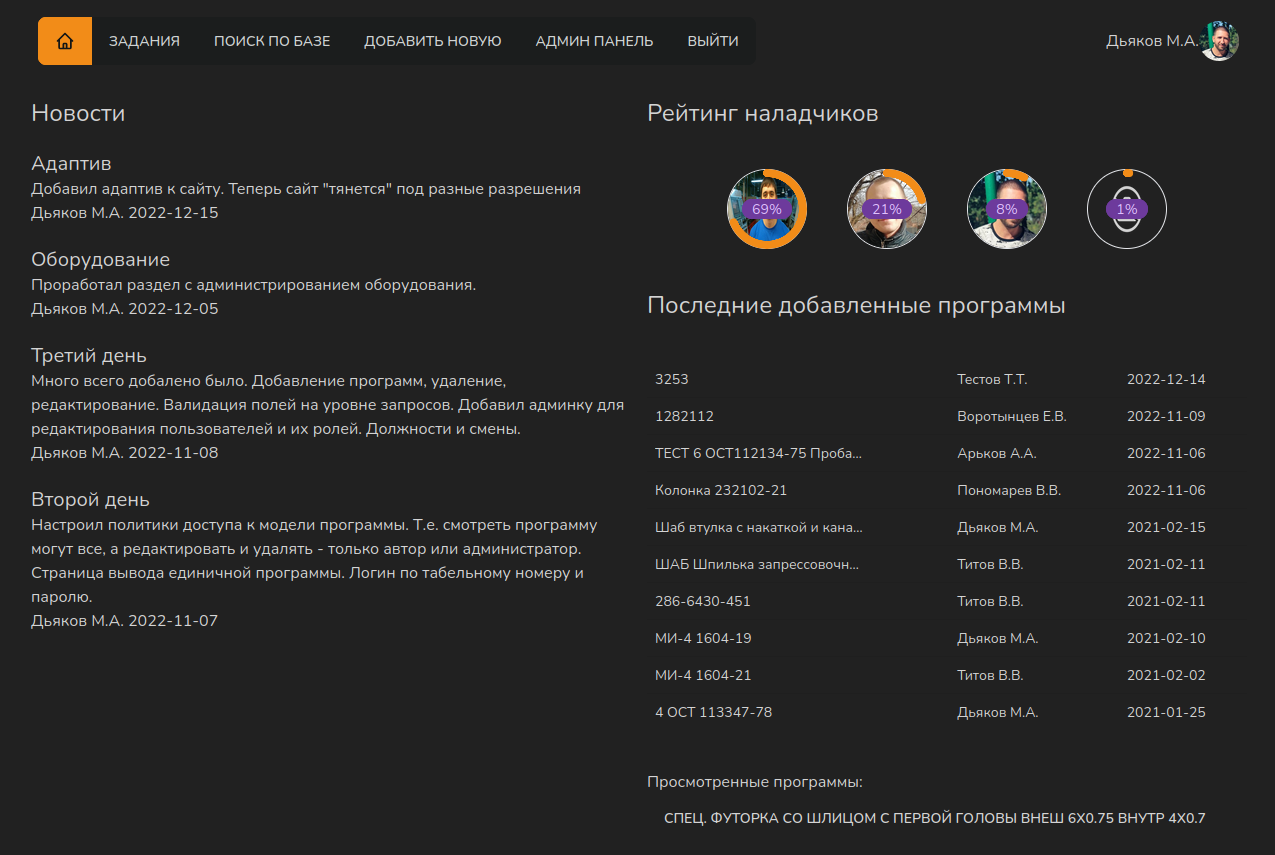 ЗАДАНИЯ ПОИСК ПО БАЗЕ ДОБАВИТЬ НОВУЮ АДМИН ПАНЕЛЬ ВЫЙТИ Дьяков М.А.
Новости
Адаптив
Добавил адаптив к сайту. Теперь сайт "тянется" под разные разрешения
Дьяков М.А. 2022-12-15
Оборудование
Проработал раздел с администрированием оборудования.
Дьяков М.А. 2022-12-05
Третий день
Много всего добалено было. Добавление программ, удаление,
редактирование. Валидация полей на уровне запросов. Добавил админку для
редактирования пользователей и их ролей. Должности и смены.
Дьяков М.А. 2022-11-08
Второй день
Настроил политики доступа к модели программы. Т.е. смотреть программу
могут все, а редактировать и удалять - только автор или администратор.
Страница вывода единичной программы. Логин по табельному номеру и
паролю.
Дьяков М.А. 2022-11-07
Рейтинг наладчиков
69% 21% 8% 1%
Последние добавленные программы
3253 Тестов Т.Т. 2022-12-14
1282112 Воротынцев Е.В. 2022-11-09
ТЕСТ 6 ОСТ112134-75 Проба... Арьков А.А. 2022-11-06
Колонка 232102-21 Пономарев В.В. 2022-11-06
Шаб втулка с накаткой и кана... Дьяков М.А. 2021-02-15
ШАБ Шпилька запрессовочн... Титов В.В. 2021-02-11
286-6430-451 Титов В.В. 2021-02-11
МИ-4 1604-19 Дьяков М.А. 2021-02-10
МИ-4 1604-21 Титов В.В. 2021-02-02
4 ОСТ 113347-78 Дьяков М.А. 2021-01-25
Просмотренные программы:
СПЕЦ. ФУТОРКА СО ШЛИЦОМ С ПЕРВОЙ ГОЛОВЫ ВНЕШ 6Х0.75 ВНУТР 4Х0.7